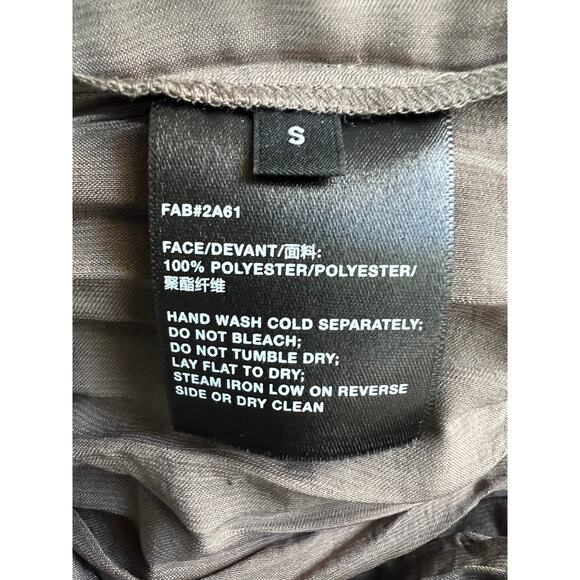 S
FAB#2A61
FACE/DEVANT/面料:
100% POLYESTER/POLYESTER/
聚酯纤维
HAND WASH COLD SEPARATELY;
DO NOT BLEACH;
DO NOT TUMBLE DRY;
LAY FLAT TO DRY;
STEAM IRON LOW ON REVERSE
SIDE OR DRY CLEAN